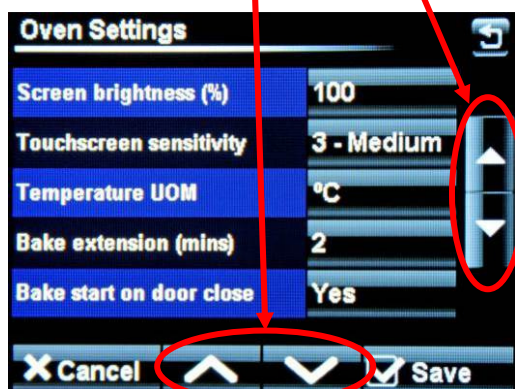 Oven Settings
Screen brightness (%) 100
Touchscreen sensitivity 3 - Medium
Temperature UOM ºC
Bake extension (mins) 2
Bake start on door close Yes
Cancel Save